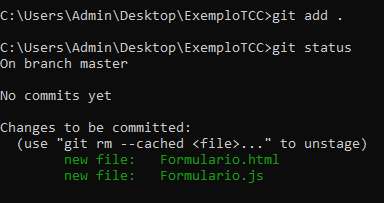 C:\Users\Admin\Desktop\ExemploTCC>git add .
C:\Users\Admin\Desktop\ExemploTCC>git status
On branch master
No commits yet
Changes to be committed:
(use "git rm --cached <file>..." to unstage)
new file: Formulario.html
new file: Formulario.js